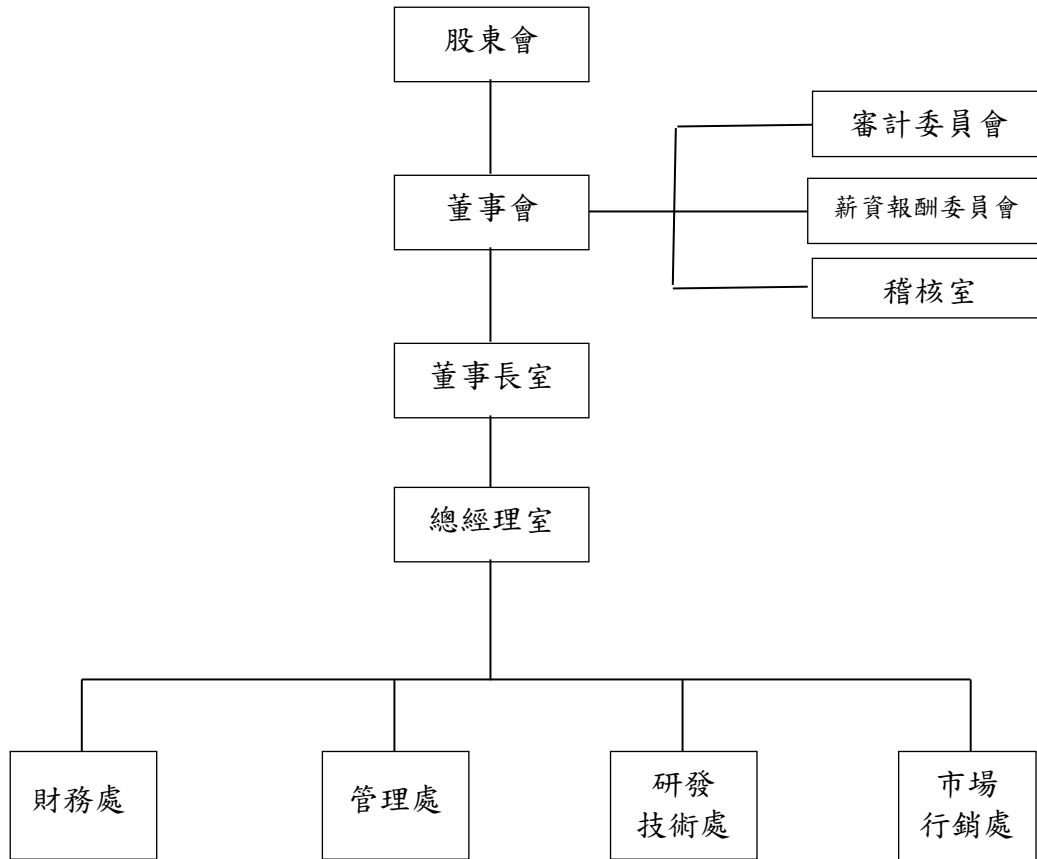 股東會
審計委員會
董事會
薪資報酬委員會
稽核室
董事長室
總經理室
財務處
管理處
研發
技術處
市場
行銷處